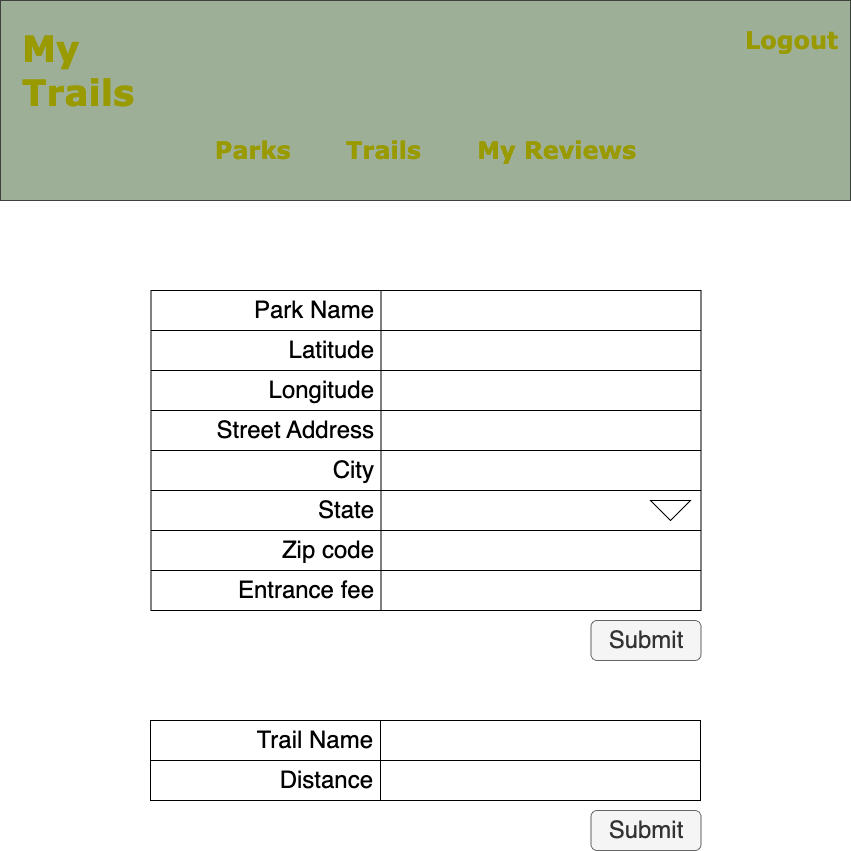 My
Trails
Logout
Parks Trails My Reviews
Park Name
Latitude
Longitude
Street Address
City
State
Zip code
Entrance fee
Submit
Trail Name
Distance
Submit